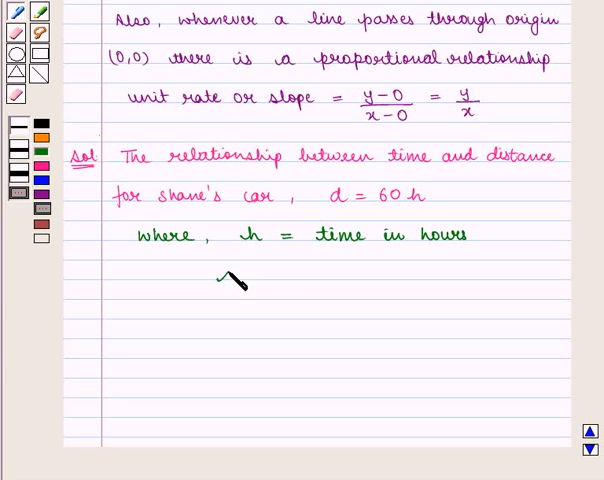 Also, whenever a line passes through origin
(0,0) there is a proportional relationship
unit rate or slope = y-0/x-0 = y/x
Sol The relationship between time and distance
for shane's car, d = 60h
where, h = time in hours